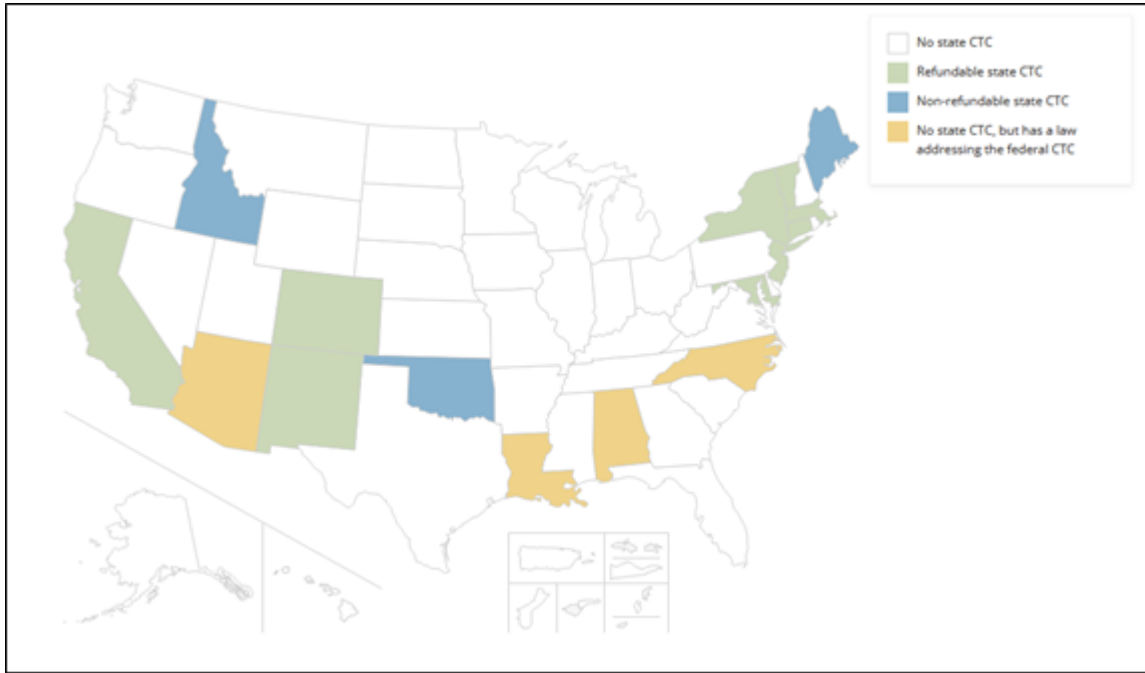 No state CTC
Refundable state CTC
Non-refundable state CTC
No state CTC, but has a law
addressing the federal CTC